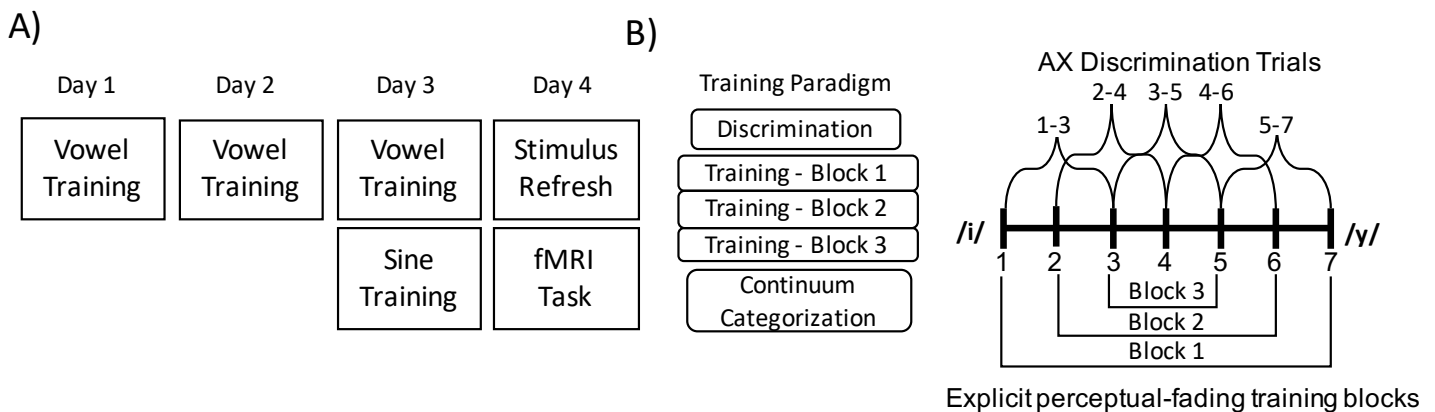 A)
Day 1
Day 2
Day 3
Day 4
Vowel
Training
Vowel
Training
Vowel
Training
Stimulus
Refresh
Sine
Training
fMRI
Task
B)
Training Paradigm
Discrimination
Training - Block 1
Training - Block 2
Training - Block 3
Continuum
Categorization
AX Discrimination Trials
2-4 3-5 4-6
1-3 5-7
/i/ /y/
1 2 3 4 5 6 7
Block 3
Block 2
Block 1
Explicit perceptual-fading training blocks